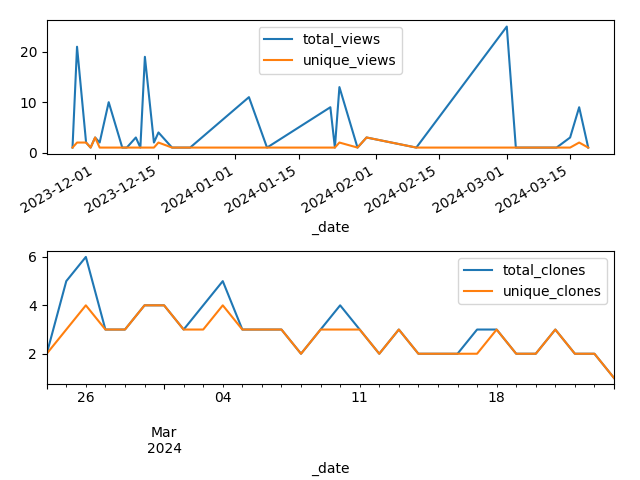 total_views
unique_views
20
10
0
2023-12-01
2023-12-15
2024-01-01
2024-01-15
2024-02-01
2024-02-15
2024-03-01
2024-03-15
_date
total_clones
unique_clones
6
4
2
26
04
11
18
Mar
2024
_date